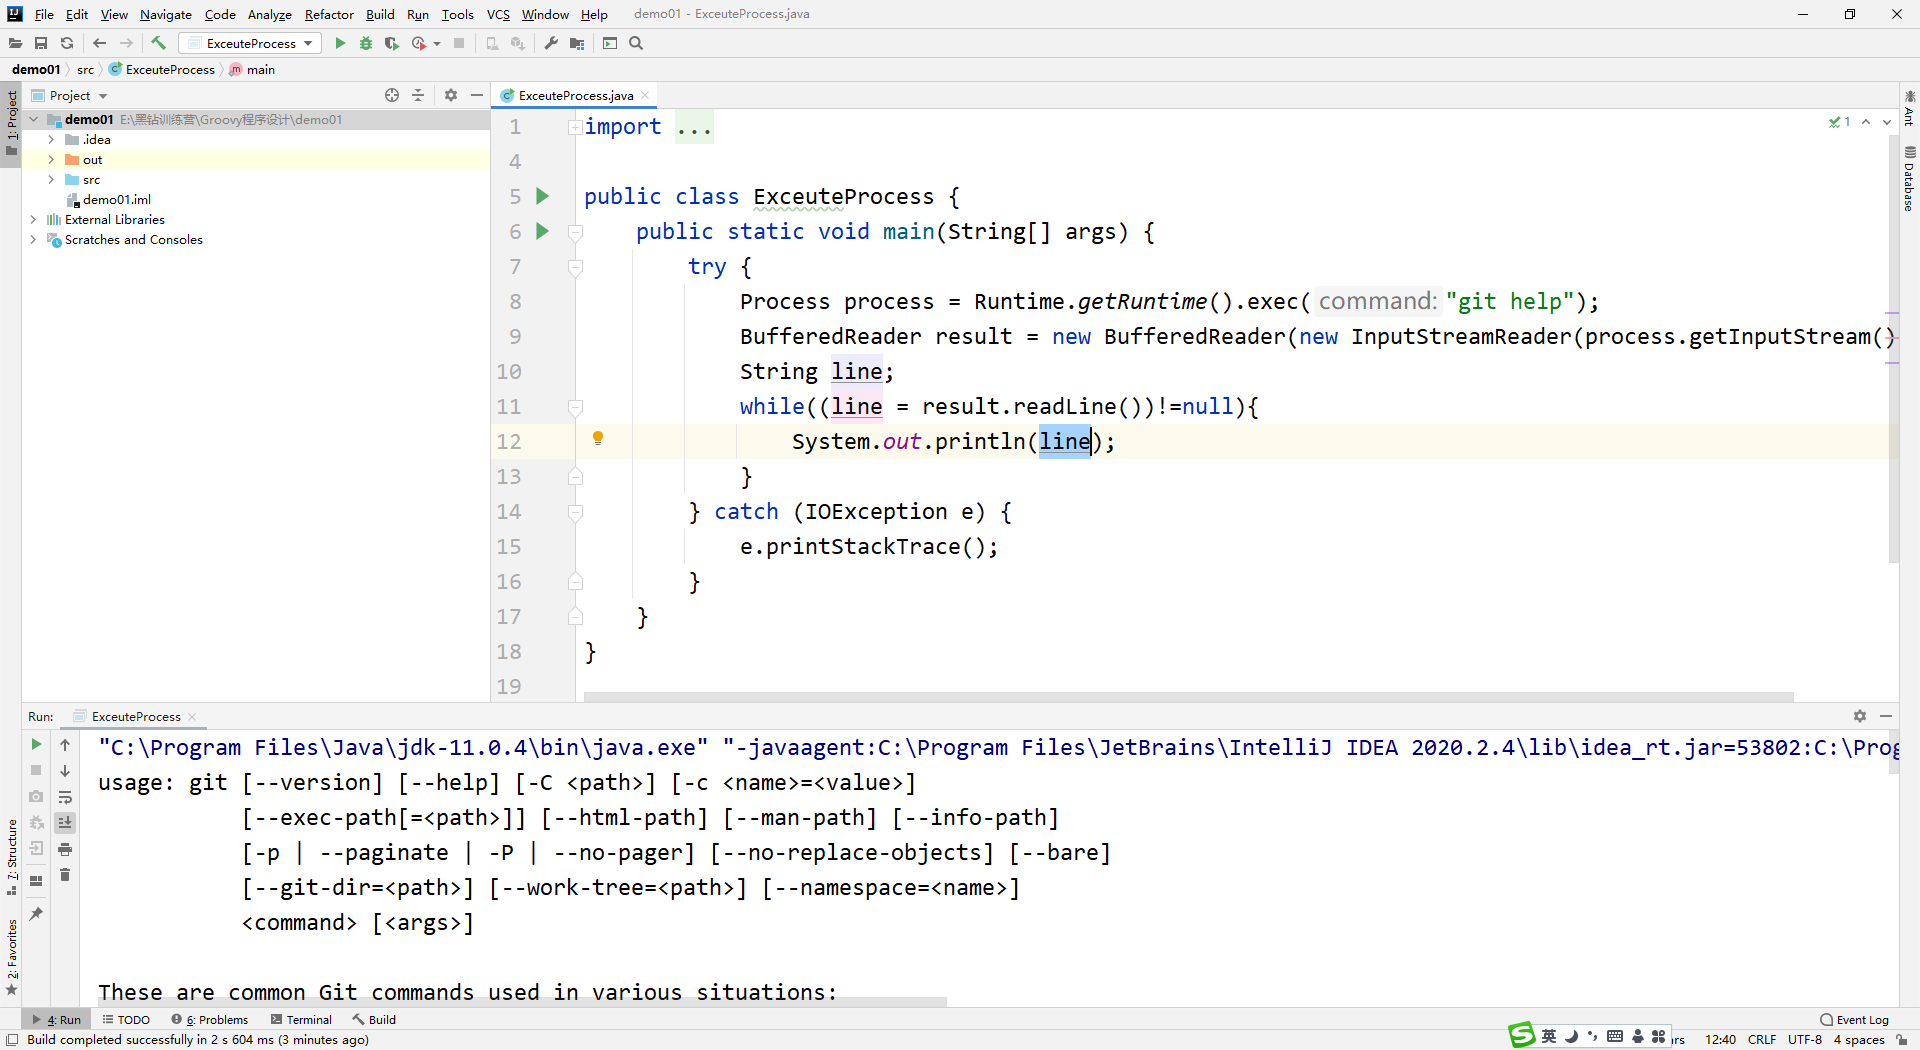 File Edit View Navigate Code Analyze Refactor Build Run Tools VCS Window Help demo01 - ExceuteProcess.java
ExceuteProcess
demo01 src ExceuteProcess main
1: Project
Project
demo01 E:\黑钻训练营\Groovy程序设计\demo01
.idea
out
src
demo01.iml
External Libraries
Scratches and Consoles
ExceuteProcess.java
1 import ...
4
5 public class ExceuteProcess {
6 public static void main(String[] args) {
7 try {
8 Process process = Runtime.getRuntime().exec( command: "git help");
9 BufferedReader result = new BufferedReader(new InputStreamReader(process.getInputStream()
10 String line;
11 while((line = result.readLine())!=null){
12 System.out.println(line);
13 }
14 } catch (IOException e) {
15 e.printStackTrace();
16 }
17 }
18 }
19
1
Ant
Database
Run: ExceuteProcess
"C:\Program Files\Java\jdk-11.0.4\bin\java.exe" "-javaagent:C:\Program Files\JetBrains\IntelliJ IDEA 2020.2.4\lib\idea_rt.jar=53802:C:\Prog
usage: git [--version] [--help] [-C <path>] [-c <name>=<value>]
[--exec-path[=<path>]] [--html-path] [--man-path] [--info-path]
[-p | --paginate | -P | --no-pager] [--no-replace-objects] [--bare]
[--git-dir=<path>] [--work-tree=<path>] [--namespace=<name>]
<command> [<args>]
These are common Git commands used in various situations:
7: Structure
2: Favorites
4: Run TODO 6: Problems Terminal Build Event Log
Build completed successfully in 2 s 604 ms (3 minutes ago) 英 12:40 CRLF UTF-8 4 spaces